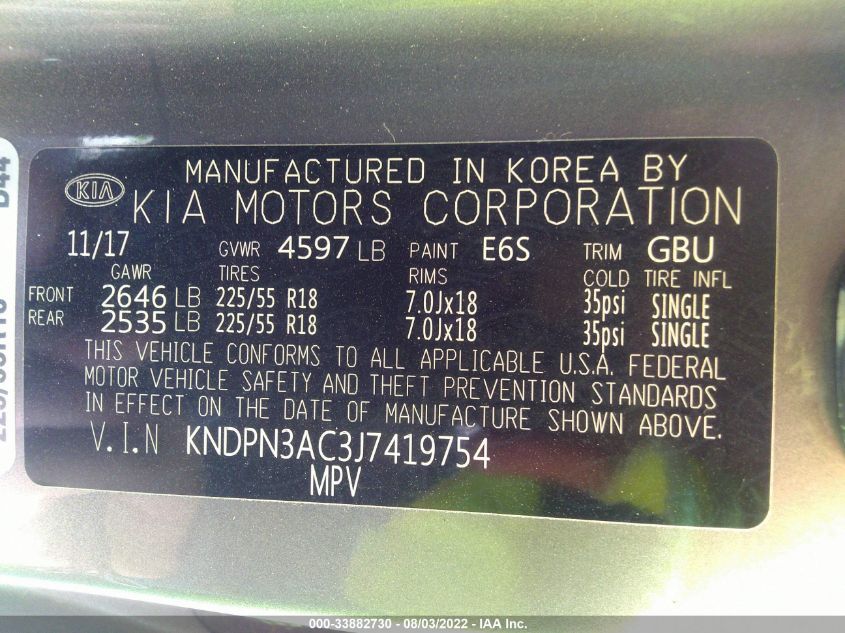 MANUFACTURED IN KOREA BY
KIA KIA MOTORS CORPORATION
11/17 GVWR 4597 LB PAINT E6S TRIM GBU
GAWR TIRES RIMS COLD TIRE INFL
FRONT 2646 LB 225/55 R18 7.0Jx18 35psi SINGLE
REAR 2535 LB 225/55 R18 7.0Jx18 35psi SINGLE
THIS VEHICLE CONFORMS TO ALL APPLICABLE U.S.A. FEDERAL
MOTOR VEHICLE SAFETY AND THEFT PREVENTION STANDARDS
IN EFFECT ON THE DATE OF MANUFACTURE SHOWN ABOVE.
V.I.N KNDPN3AC3J7419754
MPV
000-33882730 - 08/03/2022 - IAA Inc.